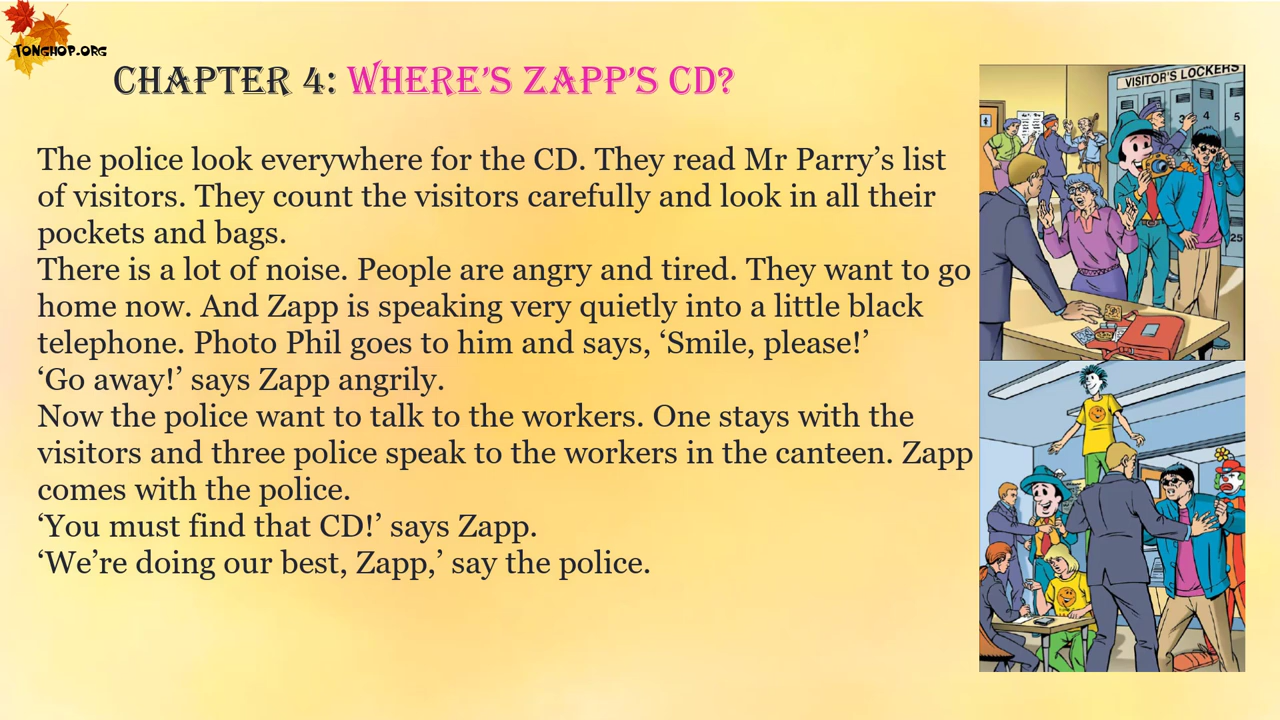 TONGHOP.ORG
CHAPTER 4: WHERE'S ZAPP'S CD?
The police look everywhere for the CD. They read Mr Parry's list
of visitors. They count the visitors carefully and look in all their
pockets and bags.
There is a lot of noise. People are angry and tired. They want to go
home now. And Zapp is speaking very quietly into a little black
telephone. Photo Phil goes to him and says, ‘Smile, please!’
‘Go away!’ says Zapp angrily.
Now the police want to talk to the workers. One stays with the
visitors and three police speak to the workers in the canteen. Zapp
comes with the police.
‘You must find that CD!’ says Zapp.
‘We’re doing our best, Zapp,’ say the police.
VISITOR'S LOCKERS
3 4 5
25